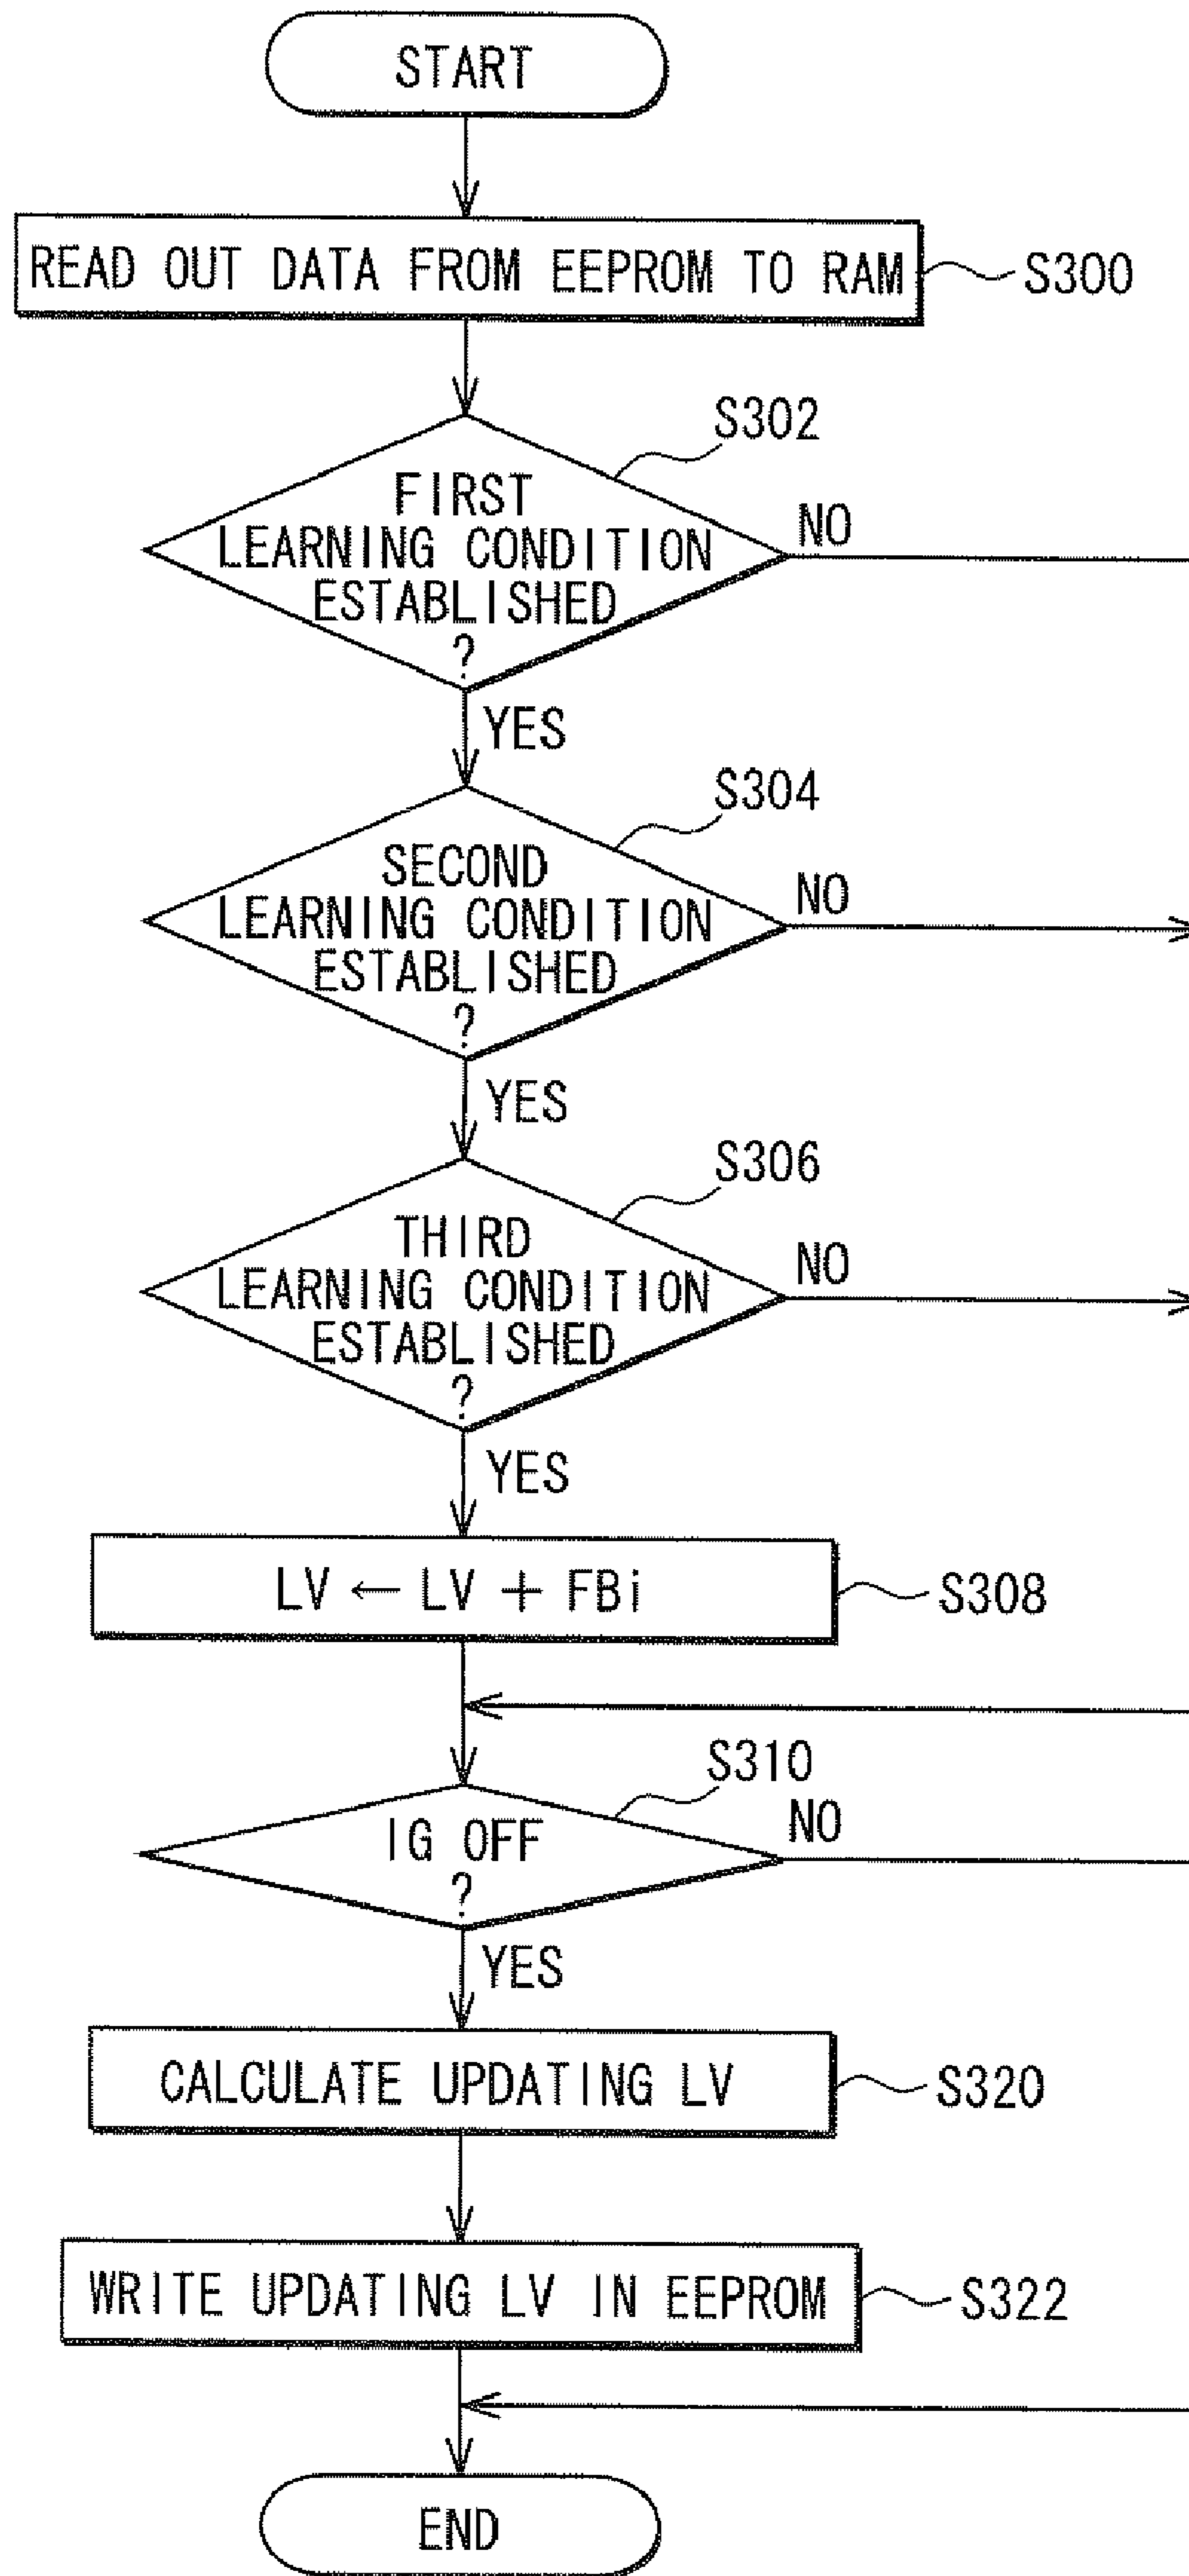 START
READ OUT DATA FROM EEPROM TO RAM
S300
S302
FIRST
LEARNING CONDITION
ESTABLISHED
?
NO
YES
S304
SECOND
LEARNING CONDITION
ESTABLISHED
?
NO
YES
S306
THIRD
LEARNING CONDITION
ESTABLISHED
?
NO
YES
LV ← LV + FBi
S308
S310
IG OFF
?
NO
YES
CALCULATE UPDATING LV
S320
WRITE UPDATING LV IN EEPROM
S322
END